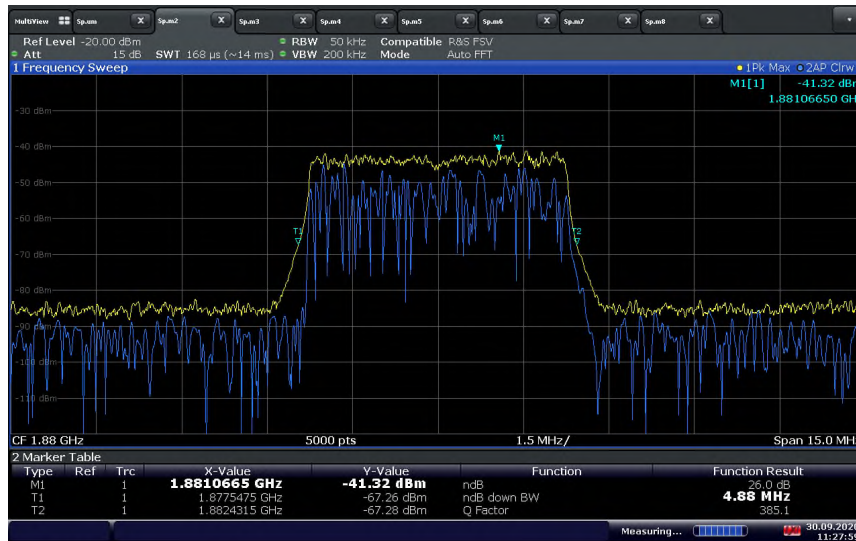 MultiView Sp.um X Sp.m2 X Sp.m3 X Sp.m4 X Sp.m5 X Sp.m6 X Sp.m7 X Sp.m8 X
Ref Level -20.00 dBm RBW 50 kHz Compatible R&S FSV
Att 15 dB SWT 168 µs (~14 ms) VBW 200 kHz Mode Auto FFT
1 Frequency Sweep 1Pk Max 2AP Clrw
M1[1] -41.32 dBm
1.88106650 GH
-30 dBm
-40 dBm
M1
-50 dBm
-60 dBm
T1 T2
-70 dBm
-80 dBm
-90 dBm
-100 dBm
-110 dBm
CF 1.88 GHz 5000 pts 1.5 MHz/ Span 15.0 MHz
2 Marker Table
Type Ref Trc X-Value Y-Value Function Function Result
M1 1 1.8810665 GHz -41.32 dBm ndB 26.0 dB
T1 1 1.8775475 GHz -67.26 dBm ndB down BW 4.88 MHz
T2 1 1.8824315 GHz -67.28 dBm Q Factor 385.1
Measuring... 30.09.2020
11:27:59